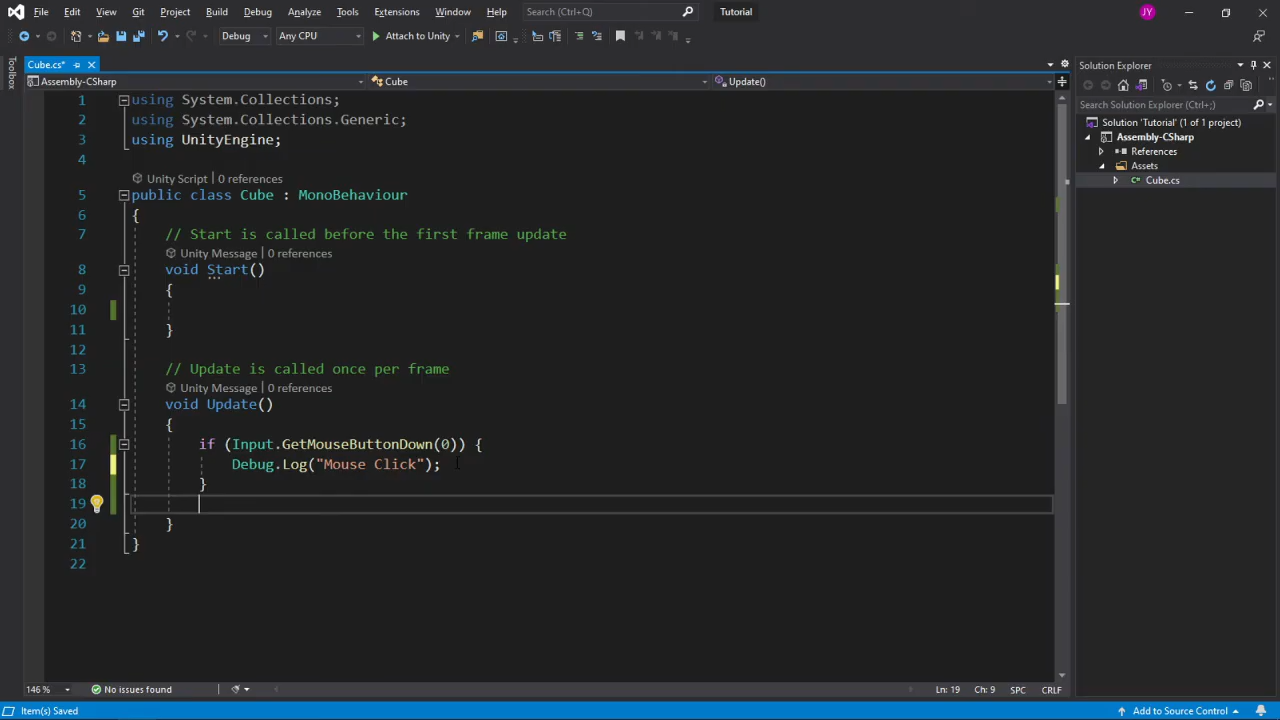 File Edit View Git Project Build Debug Analyze Tools Extensions Window Help Search (Ctrl+Q) Tutorial JY
Debug Any CPU Attach to Unity
Toolbox
Cube.cs*
Assembly-CSharp Cube Update()
1 using System.Collections;
2 using System.Collections.Generic;
3 using UnityEngine;
4
Unity Script | 0 references
5 public class Cube : MonoBehaviour
6 {
7 // Start is called before the first frame update
Unity Message | 0 references
8 void Start()
9 {
10
11 }
12
13 // Update is called once per frame
Unity Message | 0 references
14 void Update()
15 {
16 if (Input.GetMouseButtonDown(0)) {
17 Debug.Log("Mouse Click");
18 }
19
20 }
21 }
22
146 % No issues found Ln: 19 Ch: 9 SPC CRLF
Item(s) Saved Add to Source Control
Solution Explorer
Search Solution Explorer (Ctrl+;)
Solution 'Tutorial' (1 of 1 project)
Assembly-CSharp
References
Assets
Cube.cs